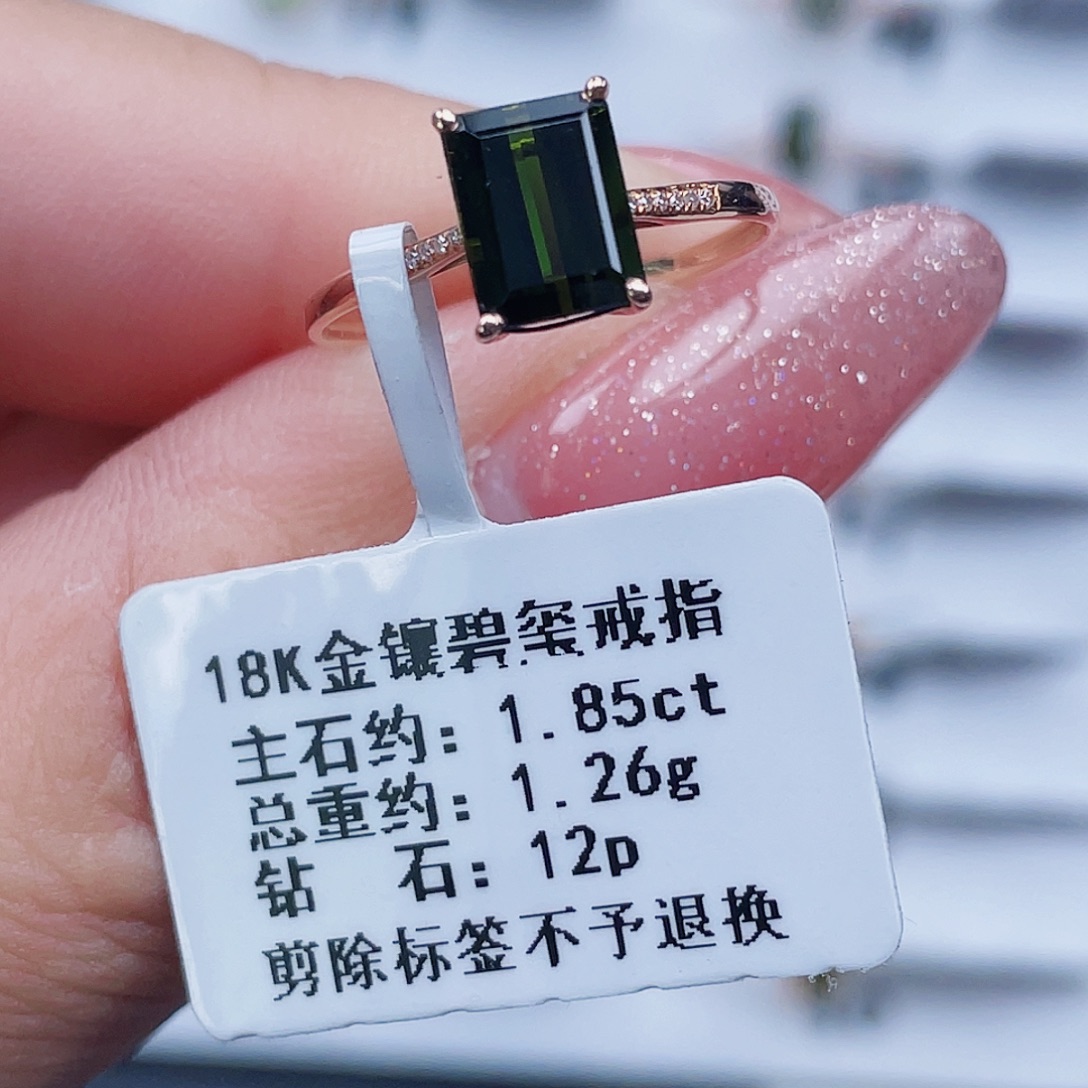 18K金镶碧玺戒指
主石约：1.85ct
总重约：1.26g
钻 石：12p
剪除标签不予退换